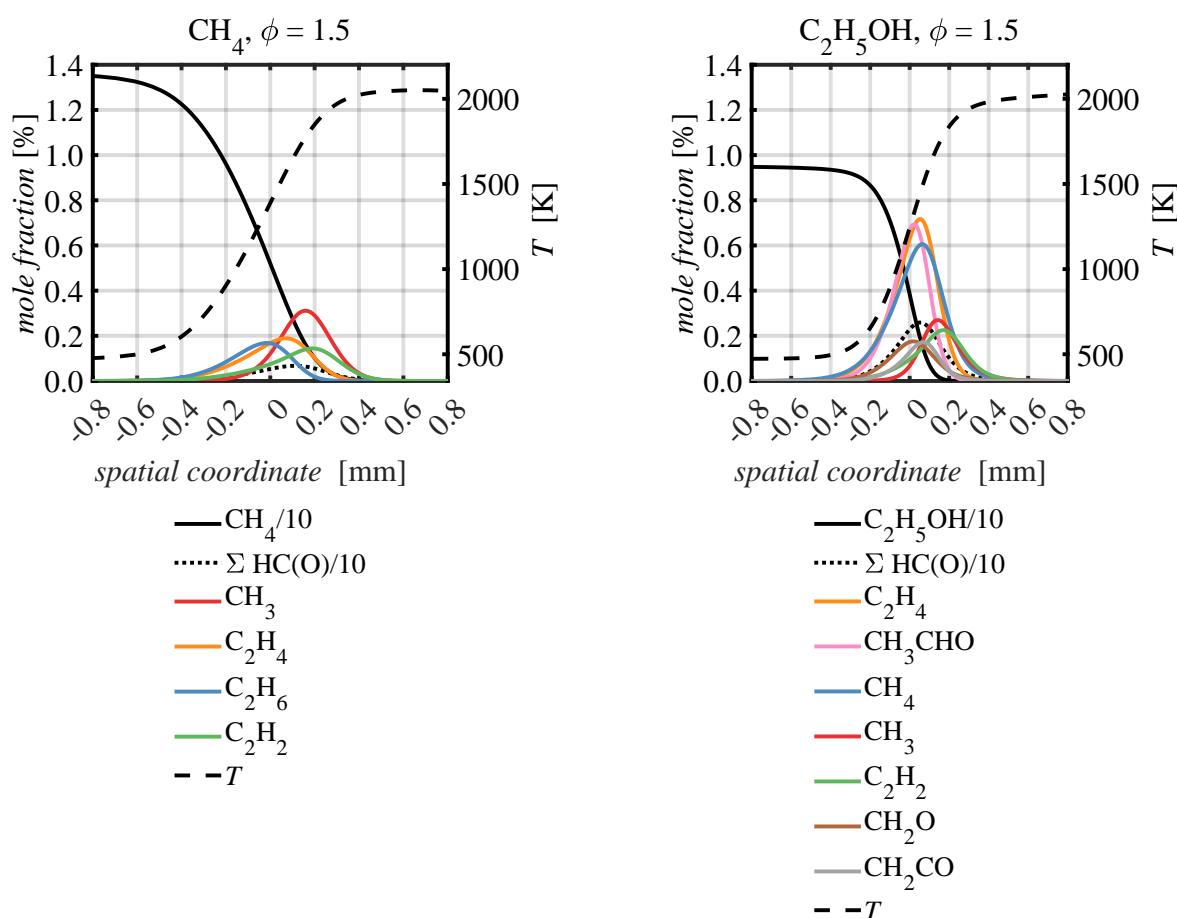 CH₄, ϕ = 1.5
1.4
1.2
1.0
0.8
0.6
0.4
0.2
0.0
mole fraction [%]
2000
1500
1000
500
T [K]
-0.8
-0.6
-0.4
-0.2
0
0.2
0.4
0.6
0.8
spatial coordinate [mm]
CH₄/10
Σ HC(O)/10
CH₃
C₂H₄
C₂H₆
C₂H₂
T
C₂H₅OH, ϕ = 1.5
1.4
1.2
1.0
0.8
0.6
0.4
0.2
0.0
mole fraction [%]
2000
1500
1000
500
T [K]
-0.8
-0.6
-0.4
-0.2
0
0.2
0.4
0.6
0.8
spatial coordinate [mm]
C₂H₅OH/10
Σ HC(O)/10
C₂H₄
CH₃CHO
CH₄
CH₃
C₂H₂
CH₂O
CH₂CO
T